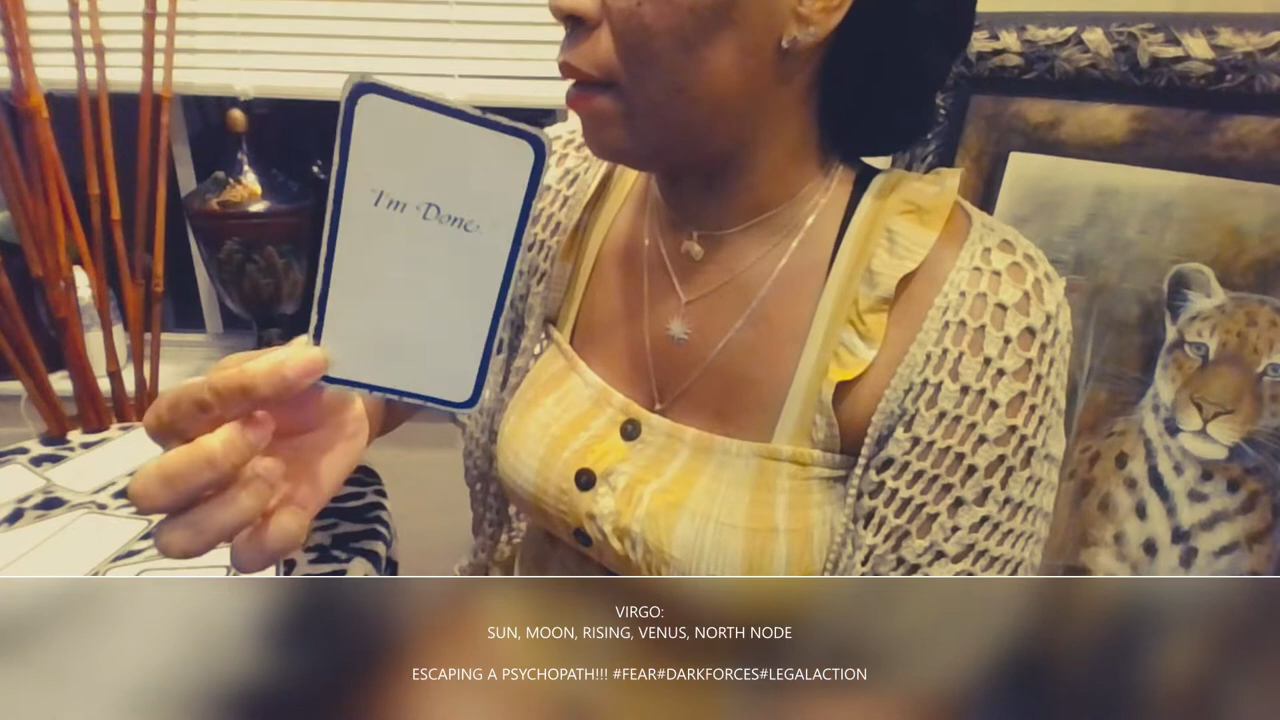 I'm Done.
VIRGO:
SUN, MOON, RISING, VENUS, NORTH NODE
ESCAPING A PSYCHOPATH!!! #FEAR#DARKFORCES#LEGALACTION